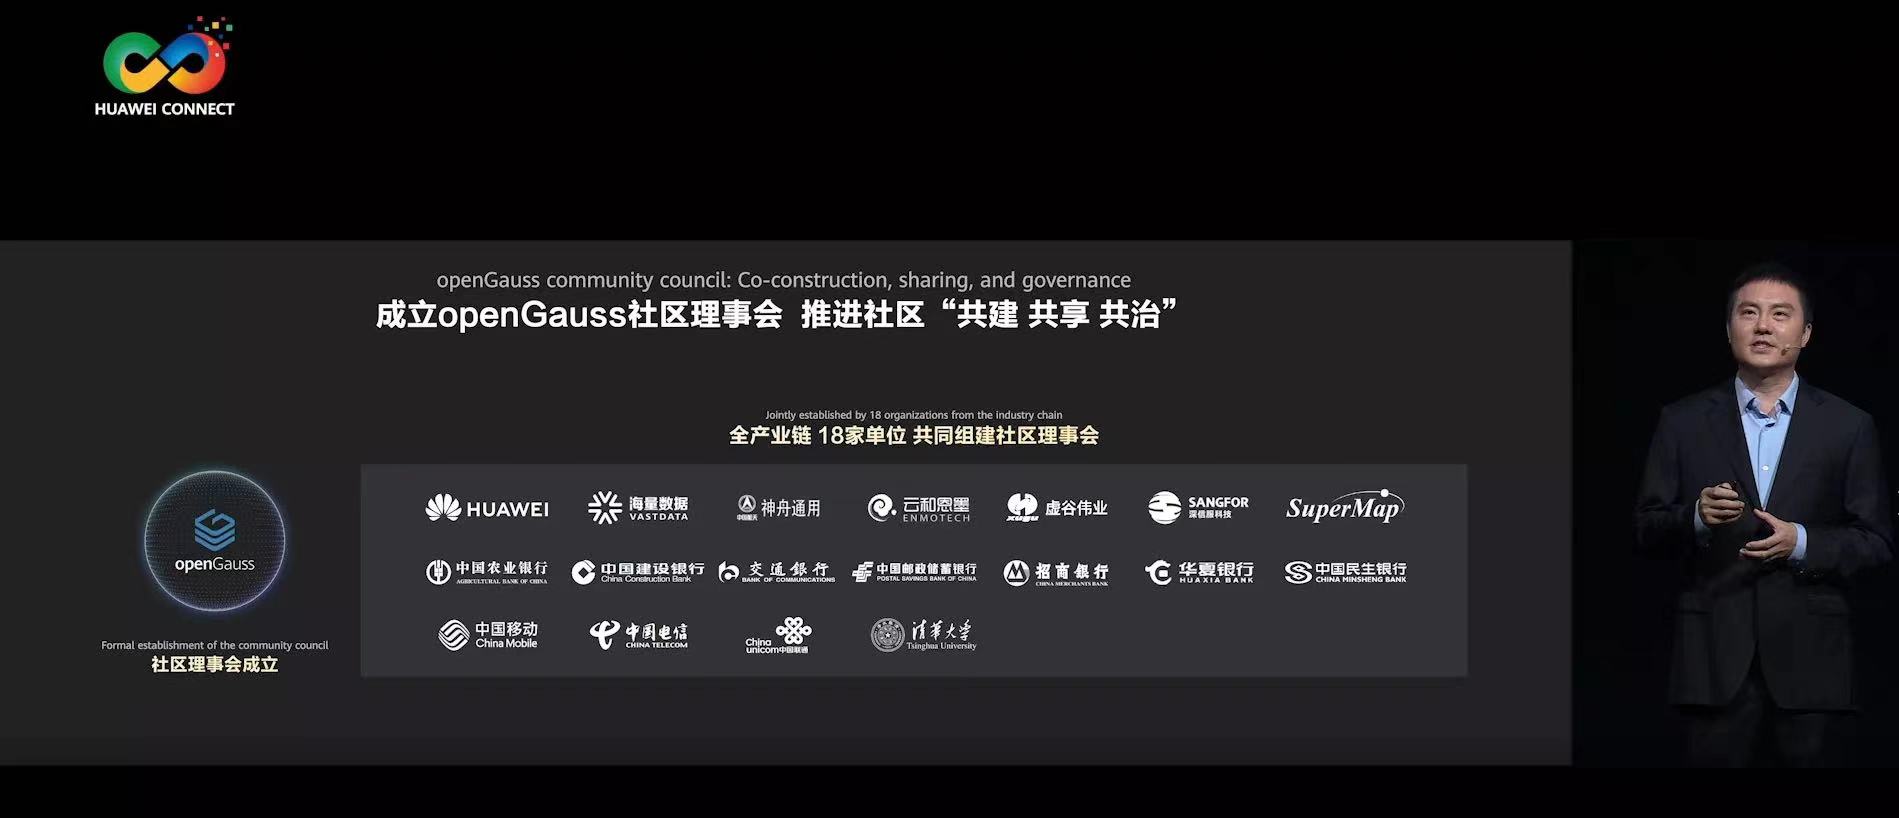 HUAWEI CONNECT
openGauss community council: Co-construction, sharing, and governance
成立openGauss社区理事会 推进社区“共建 共享 共治”
Jointly established by 18 organizations from the industry chain
全产业链 18家单位 共同组建社区理事会
openGauss
Formal establishment of the community council
社区理事会成立
HUAWEI
海量数据
VASTDATA
中国航天
神舟通用
云和恩墨
ENMOTECH
虚谷伟业
XUGU
SANGFOR
深信服科技
SuperMap
中国农业银行
AGRICULTURAL BANK OF CHINA
中国建设银行
China Construction Bank
交通銀行
BANK OF COMMUNICATIONS
中国邮政储蓄银行
POSTAL SAVINGS BANK OF CHINA
招商銀行
CHINA MERCHANTS BANK
华夏银行
HUAXIA BANK
中国民生银行
CHINA MINSHENG BANK
中国移动
China Mobile
中国电信
CHINA TELECOM
China
unicom中国联通
清華大学
Tsinghua University